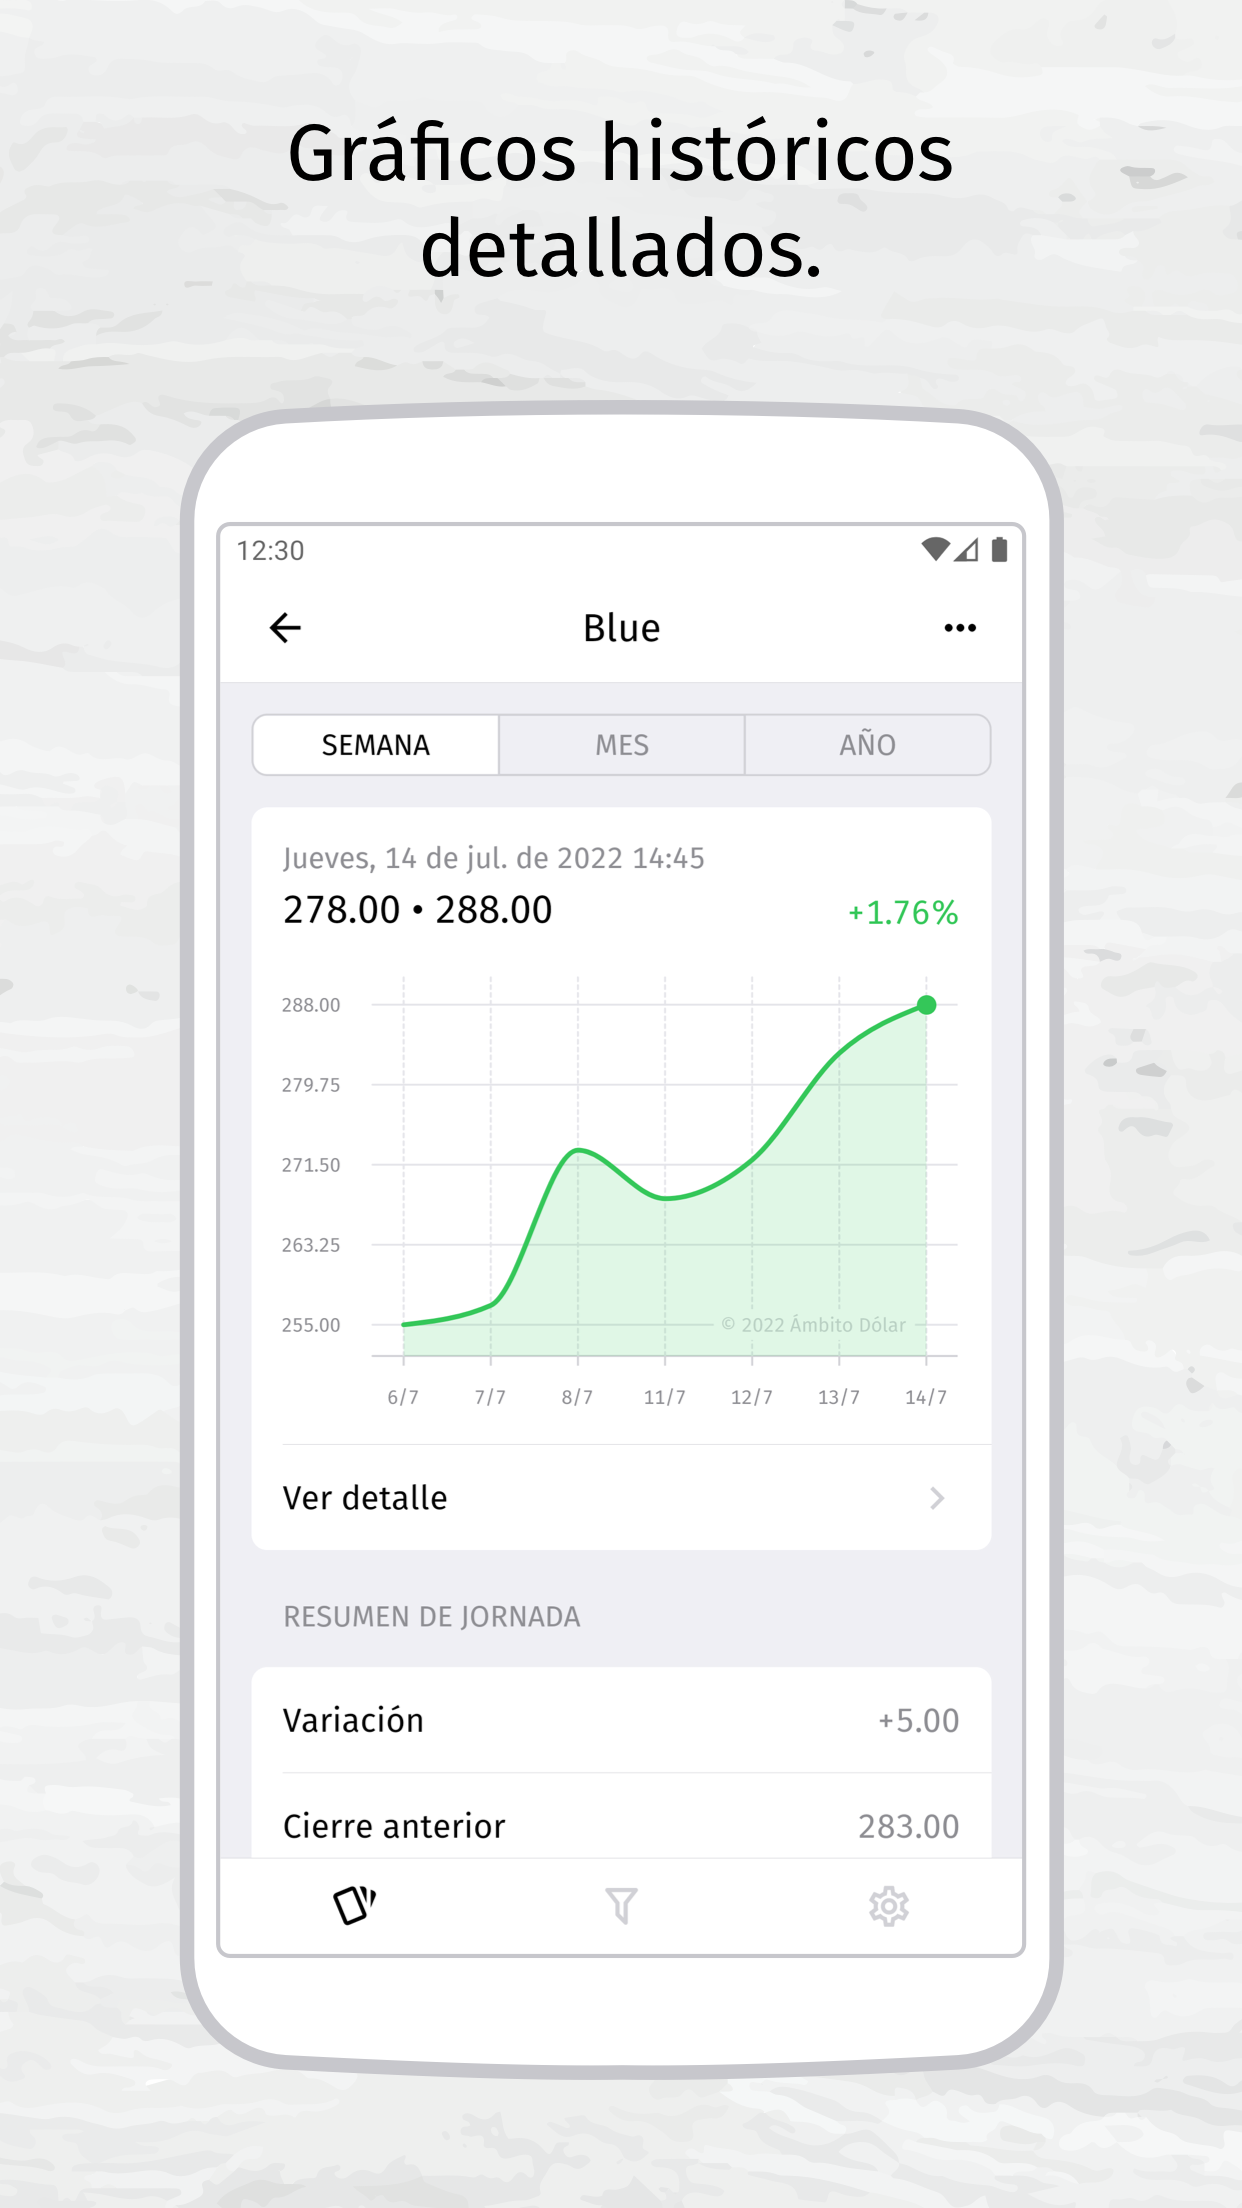 Gráficos históricos
detallados.
12:30
Blue
SEMANA MES AÑO
Jueves, 14 de jul. de 2022 14:45
278.00 • 288.00 +1.76%
288.00
279.75
271.50
263.25
255.00
© 2022 Ámbito Dólar
6/7 7/7 8/7 11/7 12/7 13/7 14/7
Ver detalle
RESUMEN DE JORNADA
Variación +5.00
Cierre anterior 283.00